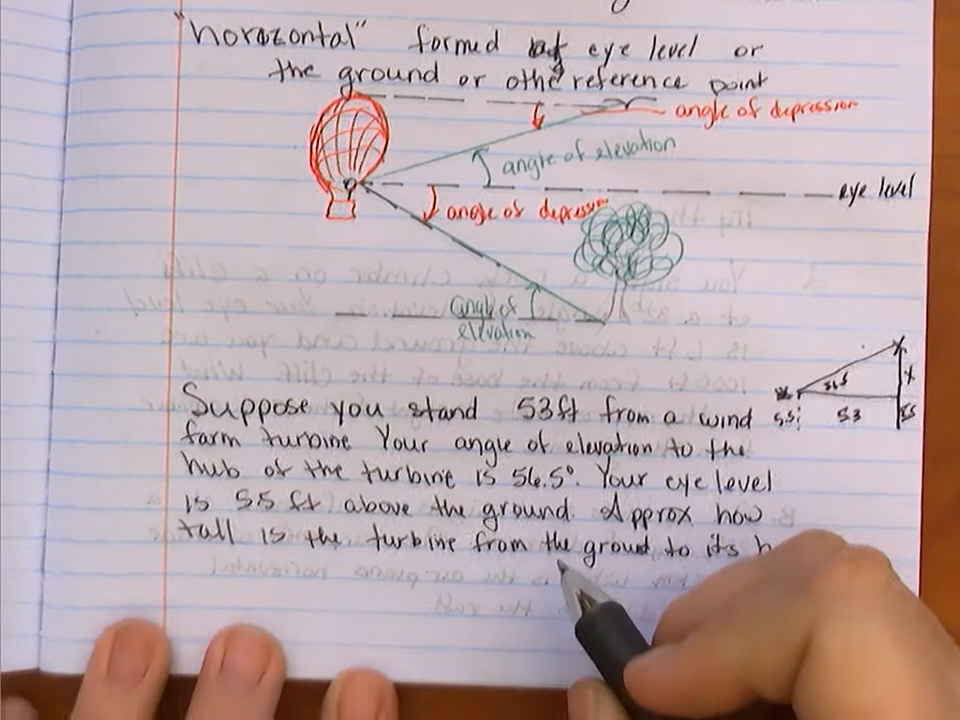 "horozontal" formed by eye level or
the ground or other reference point
angle of depression
angle of elevation
eye level
angle of depression
angle of
elevation
56.5
x
5.5
53
5.5
Suppose you stand 53ft from a wind
farm turbine Your angle of elevation to the
hub of the turbine is 56.5°. Your eye level
is 5.5 ft above the ground. Approx how
tall is the turbine from the ground to its h